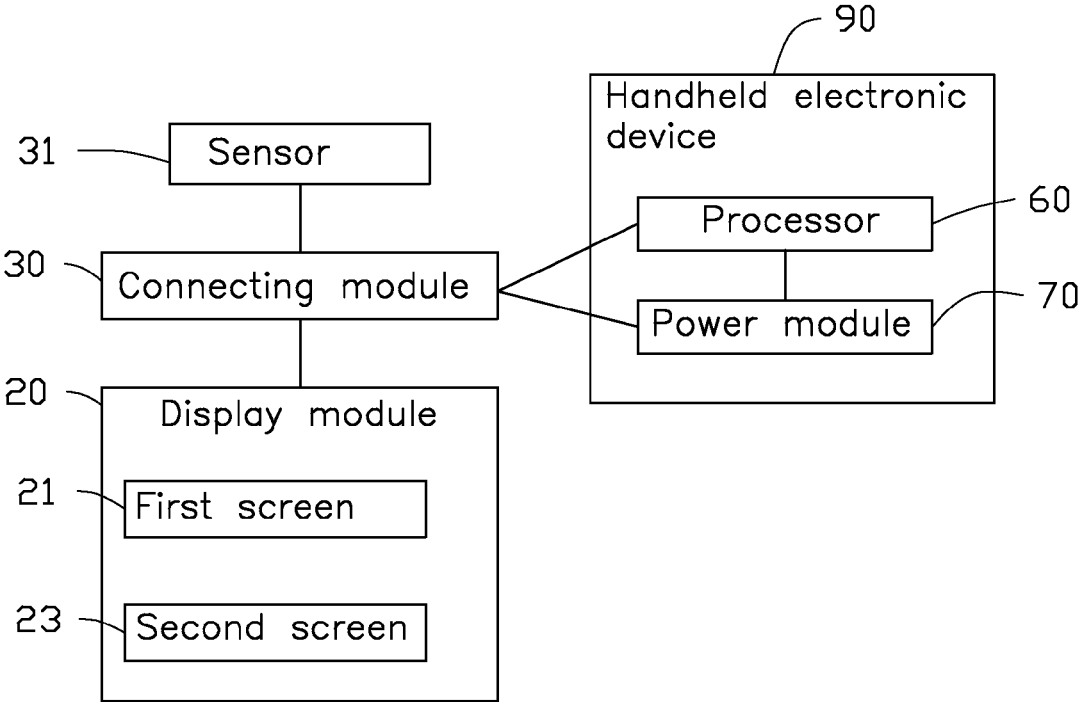 90
Handheld electronic
device
31
Sensor
60
Processor
30
Connecting module
70
Power module
20
Display module
21
First screen
23
Second screen